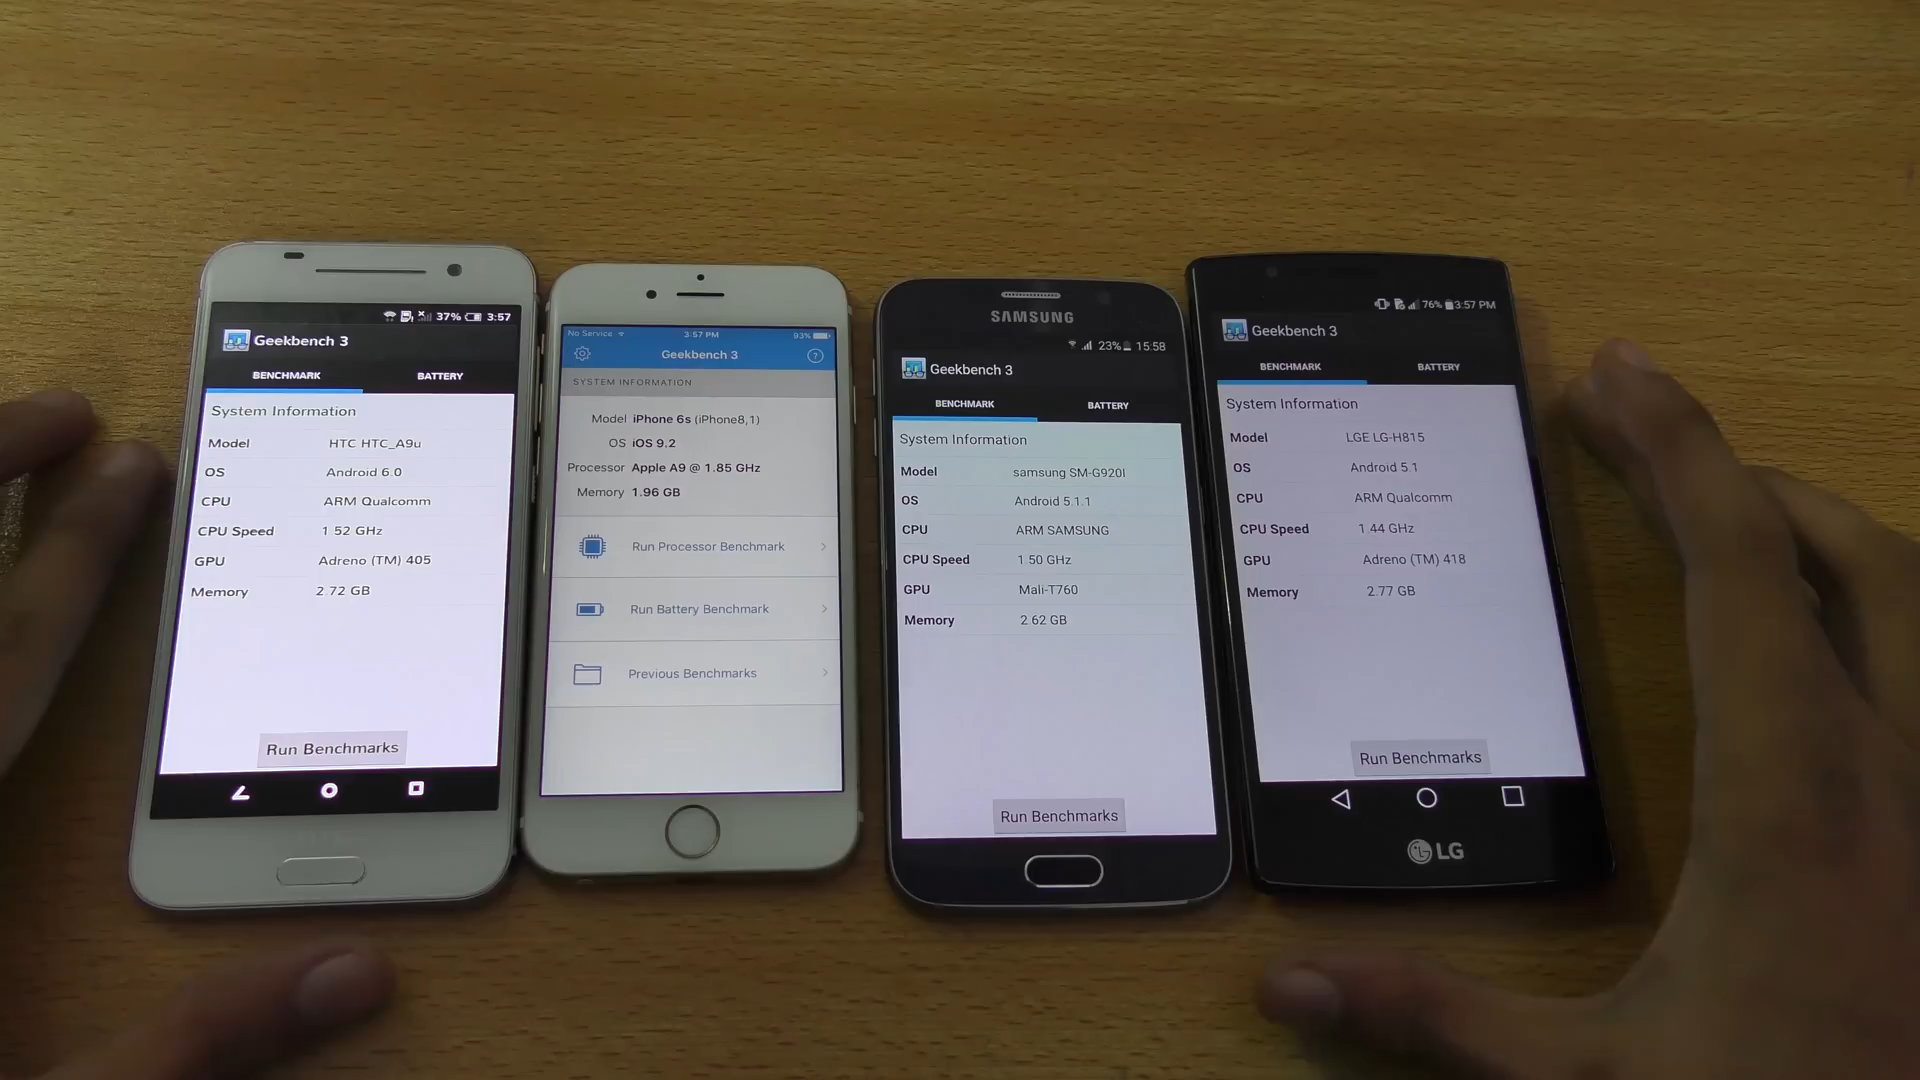 37% 3:57
Geekbench 3
BENCHMARK BATTERY
System Information
Model HTC HTC_A9u
OS Android 6.0
CPU ARM Qualcomm
CPU Speed 1.52 GHz
GPU Adreno (TM) 405
Memory 2.72 GB
Run Benchmarks
No Service 3:57 PM 93%
Geekbench 3 ?
SYSTEM INFORMATION
Model iPhone 6s (iPhone8,1)
OS iOS 9.2
Processor Apple A9 @ 1.85 GHz
Memory 1.96 GB
Run Processor Benchmark
Run Battery Benchmark
Previous Benchmarks
SAMSUNG
23% 15:58
Geekbench 3
BENCHMARK BATTERY
System Information
Model samsung SM-G920I
OS Android 5.1.1
CPU ARM SAMSUNG
CPU Speed 1.50 GHz
GPU Mali-T760
Memory 2.62 GB
Run Benchmarks
76% 3:57 PM
Geekbench 3
BENCHMARK BATTERY
System Information
Model LGE LG-H815
OS Android 5.1
CPU ARM Qualcomm
CPU Speed 1.44 GHz
GPU Adreno (TM) 418
Memory 2.77 GB
Run Benchmarks
LG